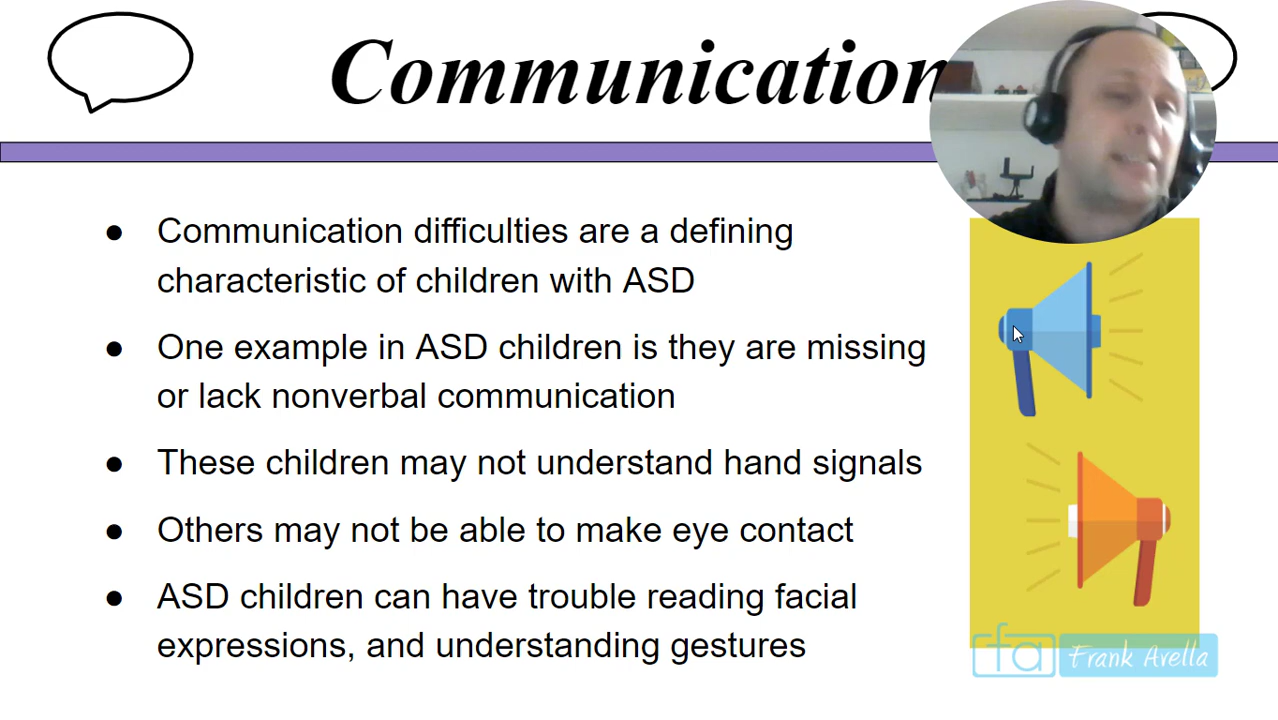 Communication
Communication difficulties are a defining
characteristic of children with ASD
One example in ASD children is they are missing
or lack nonverbal communication
These children may not understand hand signals
Others may not be able to make eye contact
ASD children can have trouble reading facial
expressions, and understanding gestures
fa Frank Avella